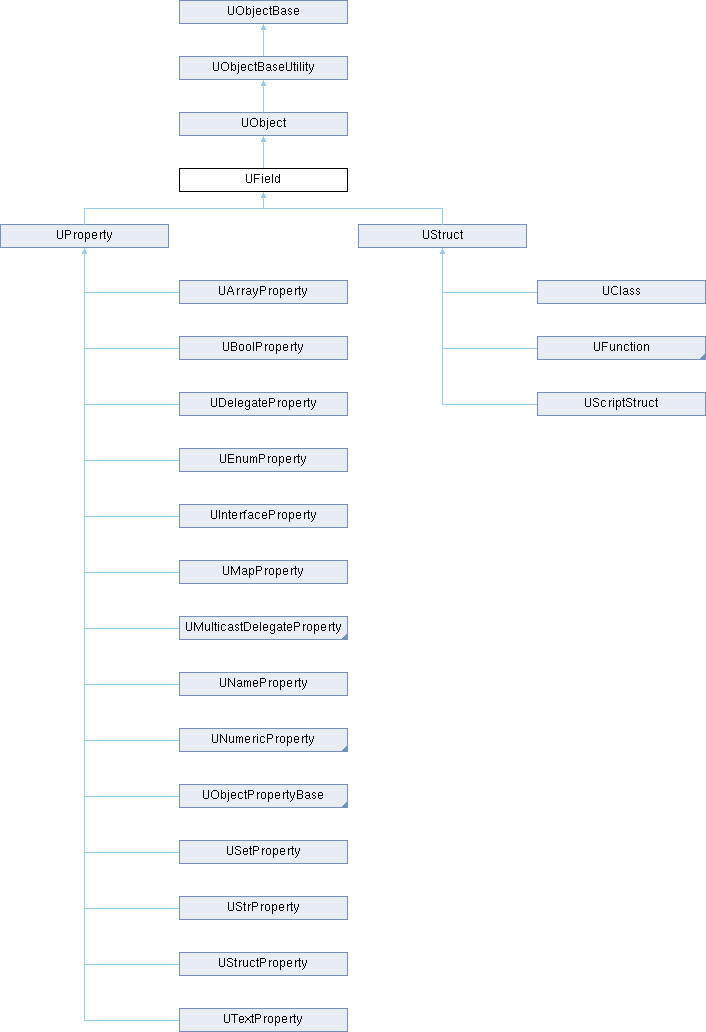 UObjectBase
UObjectBaseUtility
UObject
UField
UProperty
UStruct
UArrayProperty
UClass
UBoolProperty
UFunction
UDelegateProperty
UScriptStruct
UEnumProperty
UInterfaceProperty
UMapProperty
UMulticastDelegateProperty
UNameProperty
UNumericProperty
UObjectPropertyBase
USetProperty
UStrProperty
UStructProperty
UTextProperty